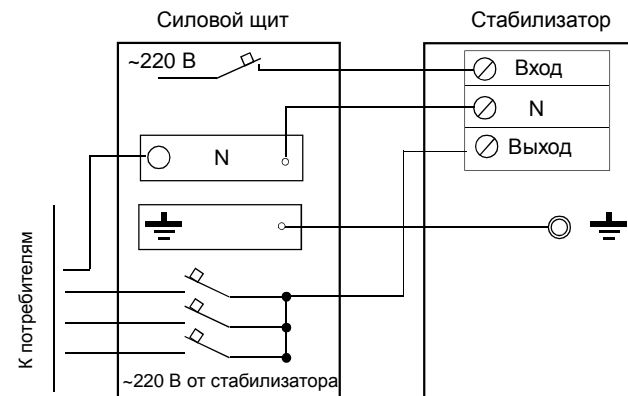 Силовой щит
Стабилизатор
~220 В
Вход
N
N
Выход
К потребителям
~220 В от стабилизатора